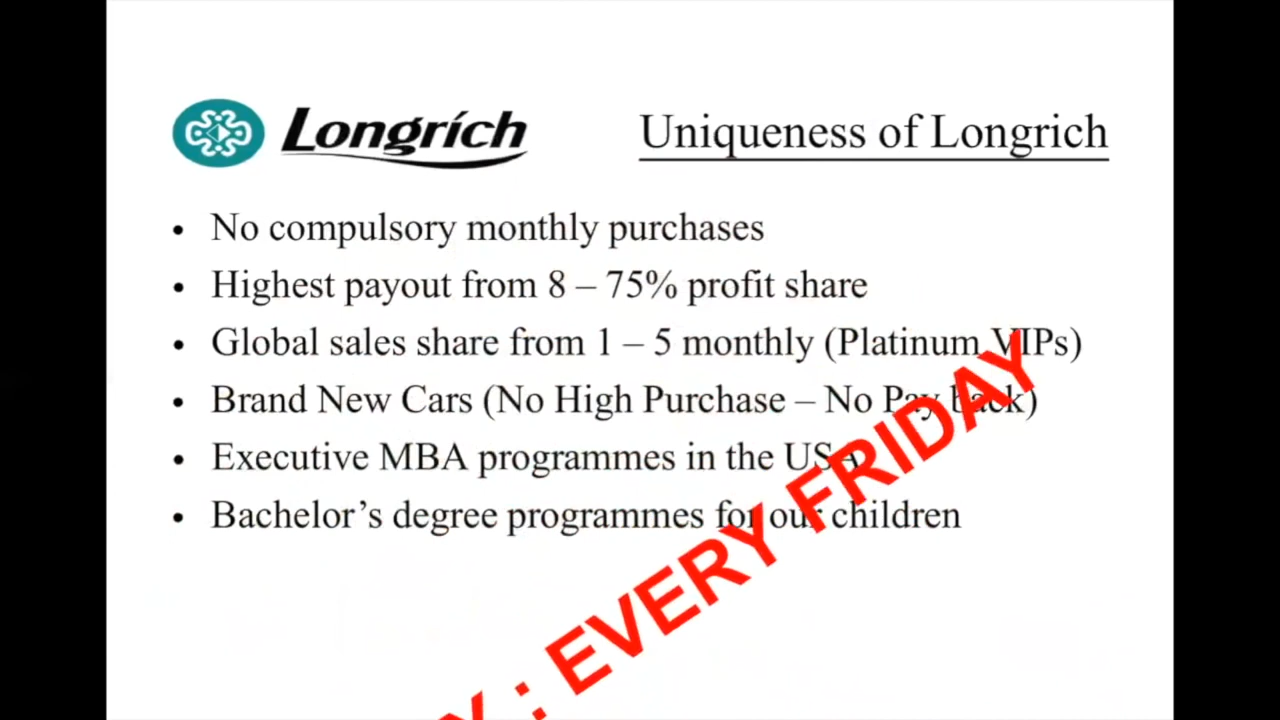 Longrích
Uniqueness of Longrich
• No compulsory monthly purchases
• Highest payout from 8 – 75% profit share
• Global sales share from 1 – 5 monthly (Platinum VIPs)
• Brand New Cars (No High Purchase – No Pay back)
• Executive MBA programmes in the USA
• Bachelor’s degree programmes for our children
: EVERY FRIDAY